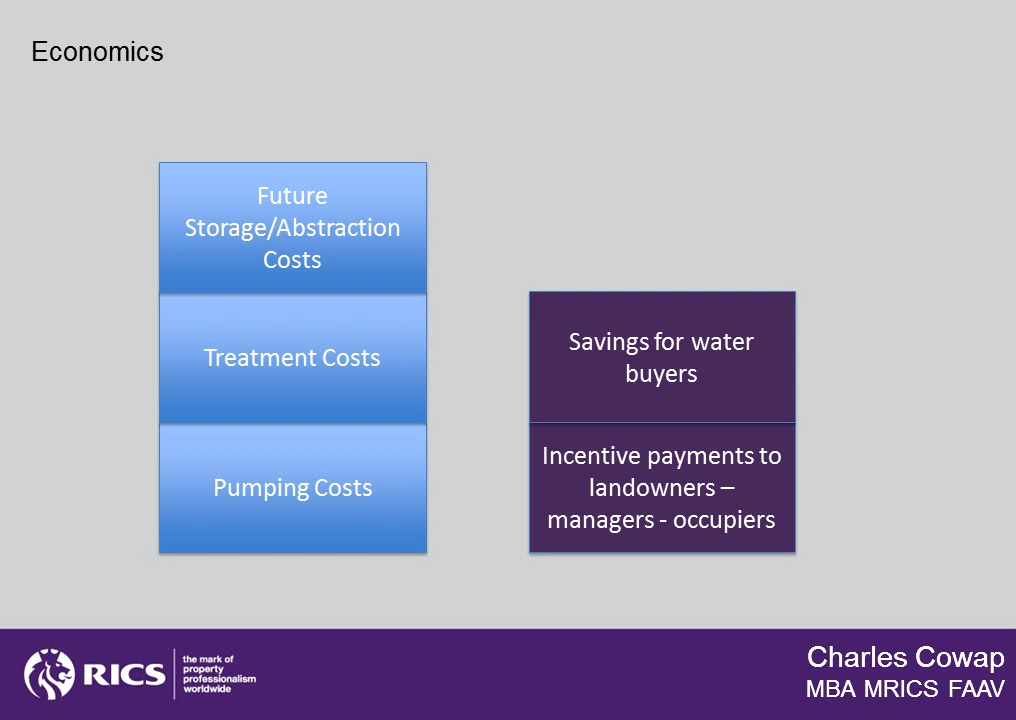 Economics
Future
Storage/Abstraction
Costs
Treatment Costs
Pumping Costs
Savings for water
buyers
Incentive payments to
landowners –
managers - occupiers
RICS
the mark of
property
professionalism
worldwide
Charles Cowap
MBA MRICS FAAV